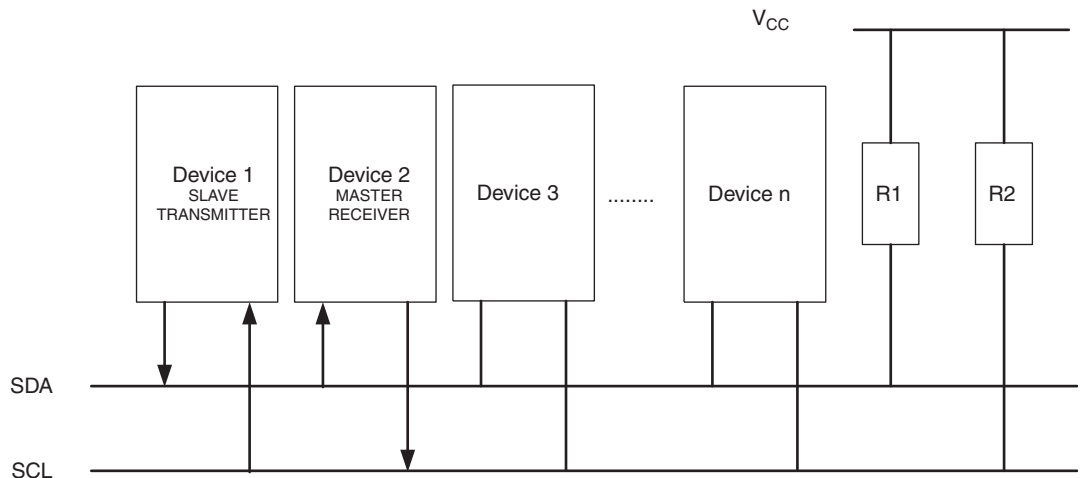 VCC
Device 1
SLAVE
TRANSMITTER
Device 2
MASTER
RECEIVER
Device 3
........
Device n
R1
R2
SDA
SCL